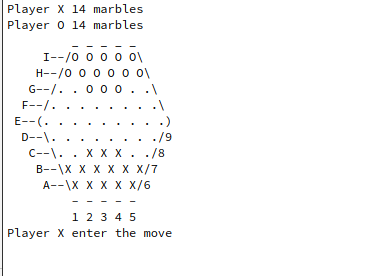 Player X 14 marbles
Player O 14 marbles
         _ _ _ _ _
     I--/O O O O O\
    H--/O O O O O O\
   G--/. . O O O . .\
  F--/. . . . . . . .\
 E--(. . . . . . . . .)
  D--\. . . . . . . ./9
   C--\. . X X X . ./8
    B--\X X X X X X/7
     A--\X X X X X/6
         - - - - -
         1 2 3 4 5
Player X enter the move